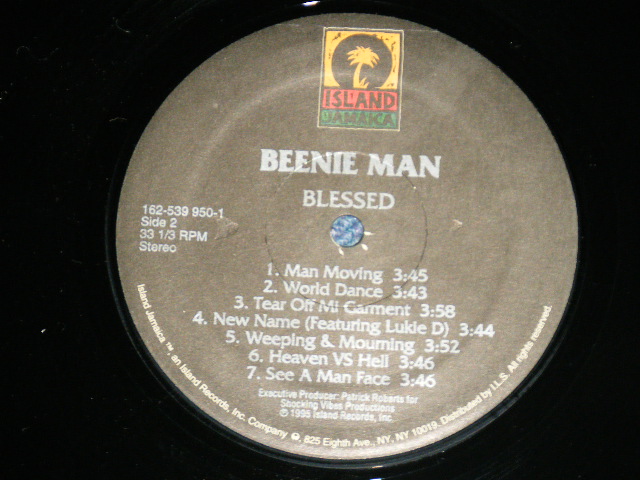 ISLAND
JAMAICA
BEENIE MAN
BLESSED
162-539 950-1
Side 2
33 1/3 RPM
Stereo
1. Man Moving 3:45
2. World Dance 3:43
3. Tear Off Mi Garment 3:58
4. New Name (Featuring Lukie D) 3:44
5. Weeping & Mourning 3:52
6. Heaven VS Hell 3:46
7. See A Man Face 3:46
Executive Producer: Patrick Roberts for
Shocking Vibes Productions
℗ 1995 Island Records, Inc.
Island Jamaica™, an Island Records, Inc. Company ℗, 825 Eighth Ave., NY, NY 10019. Distributed by I.L.S. All rights reserved.